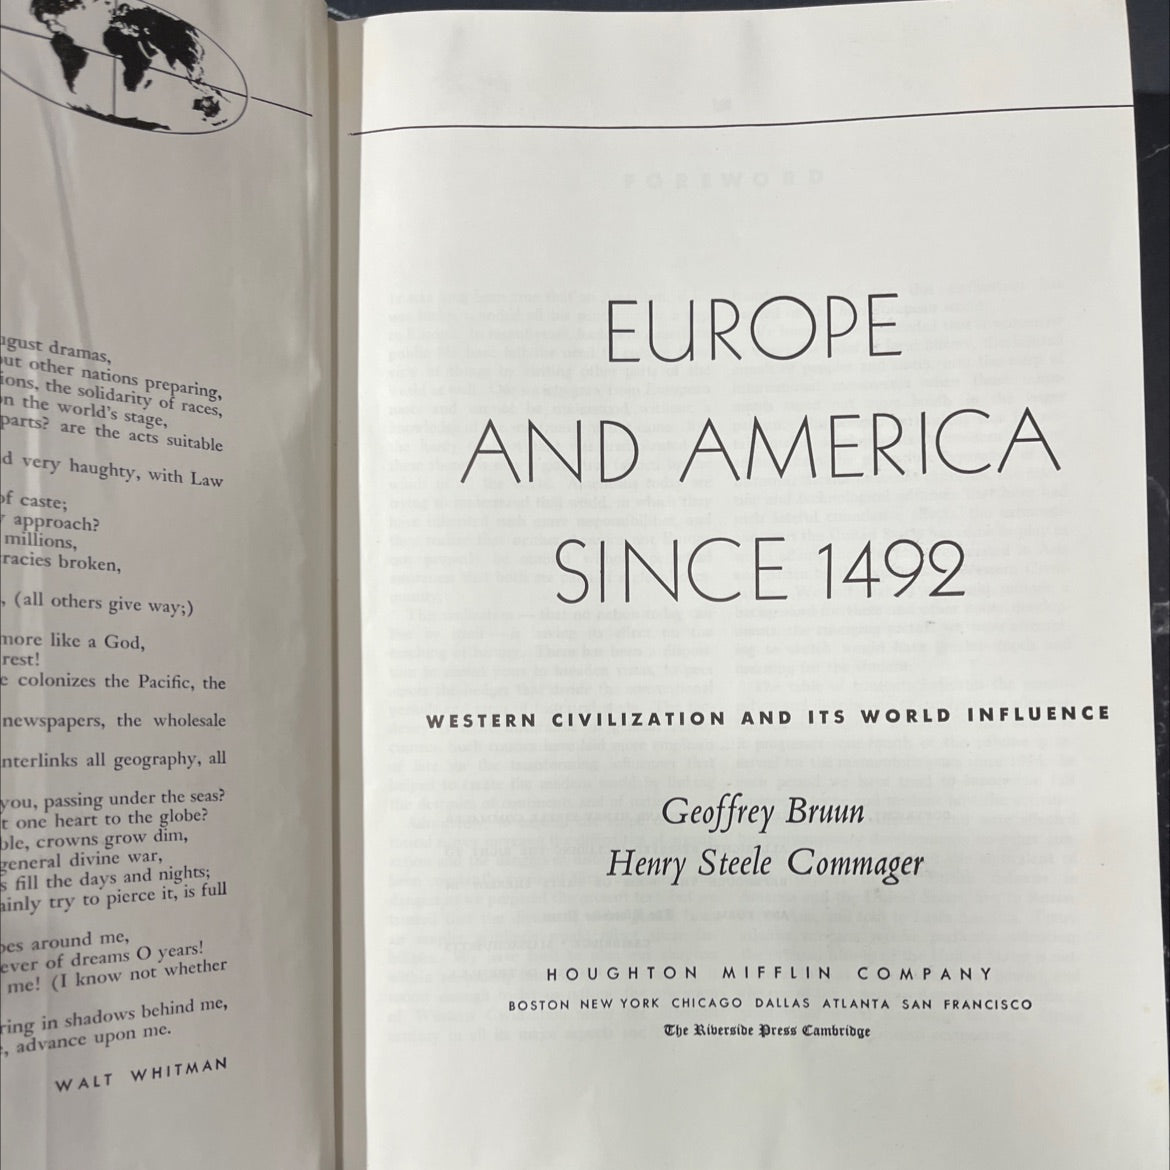 gust dramas,
ut other nations preparing,
ions, the solidarity of races,
n the world's stage,
parts? are the acts suitable
d very haughty, with Law
of caste;
approach?
millions,
racies broken,
, (all others give way;)
more like a God,
rest!
e colonizes the Pacific, the
newspapers, the wholesale
nterlinks all geography, all
you, passing under the seas?
t one heart to the globe?
ble, crowns grow dim,
general divine war,
s fill the days and nights;
ainly try to pierce it, is full
pes around me,
ever of dreams O years!
me! (I know not whether
ring in shadows behind me,
, advance upon me.
WALT WHITMAN
FOREWORD
EUROPE
AND AMERICA
SINCE 1492
WESTERN CIVILIZATION AND ITS WORLD INFLUENCE
Geoffrey Bruun
Henry Steele Commager
HOUGHTON MIFFLIN COMPANY
BOSTON NEW YORK CHICAGO DALLAS ATLANTA SAN FRANCISCO
The Riverside Press Cambridge